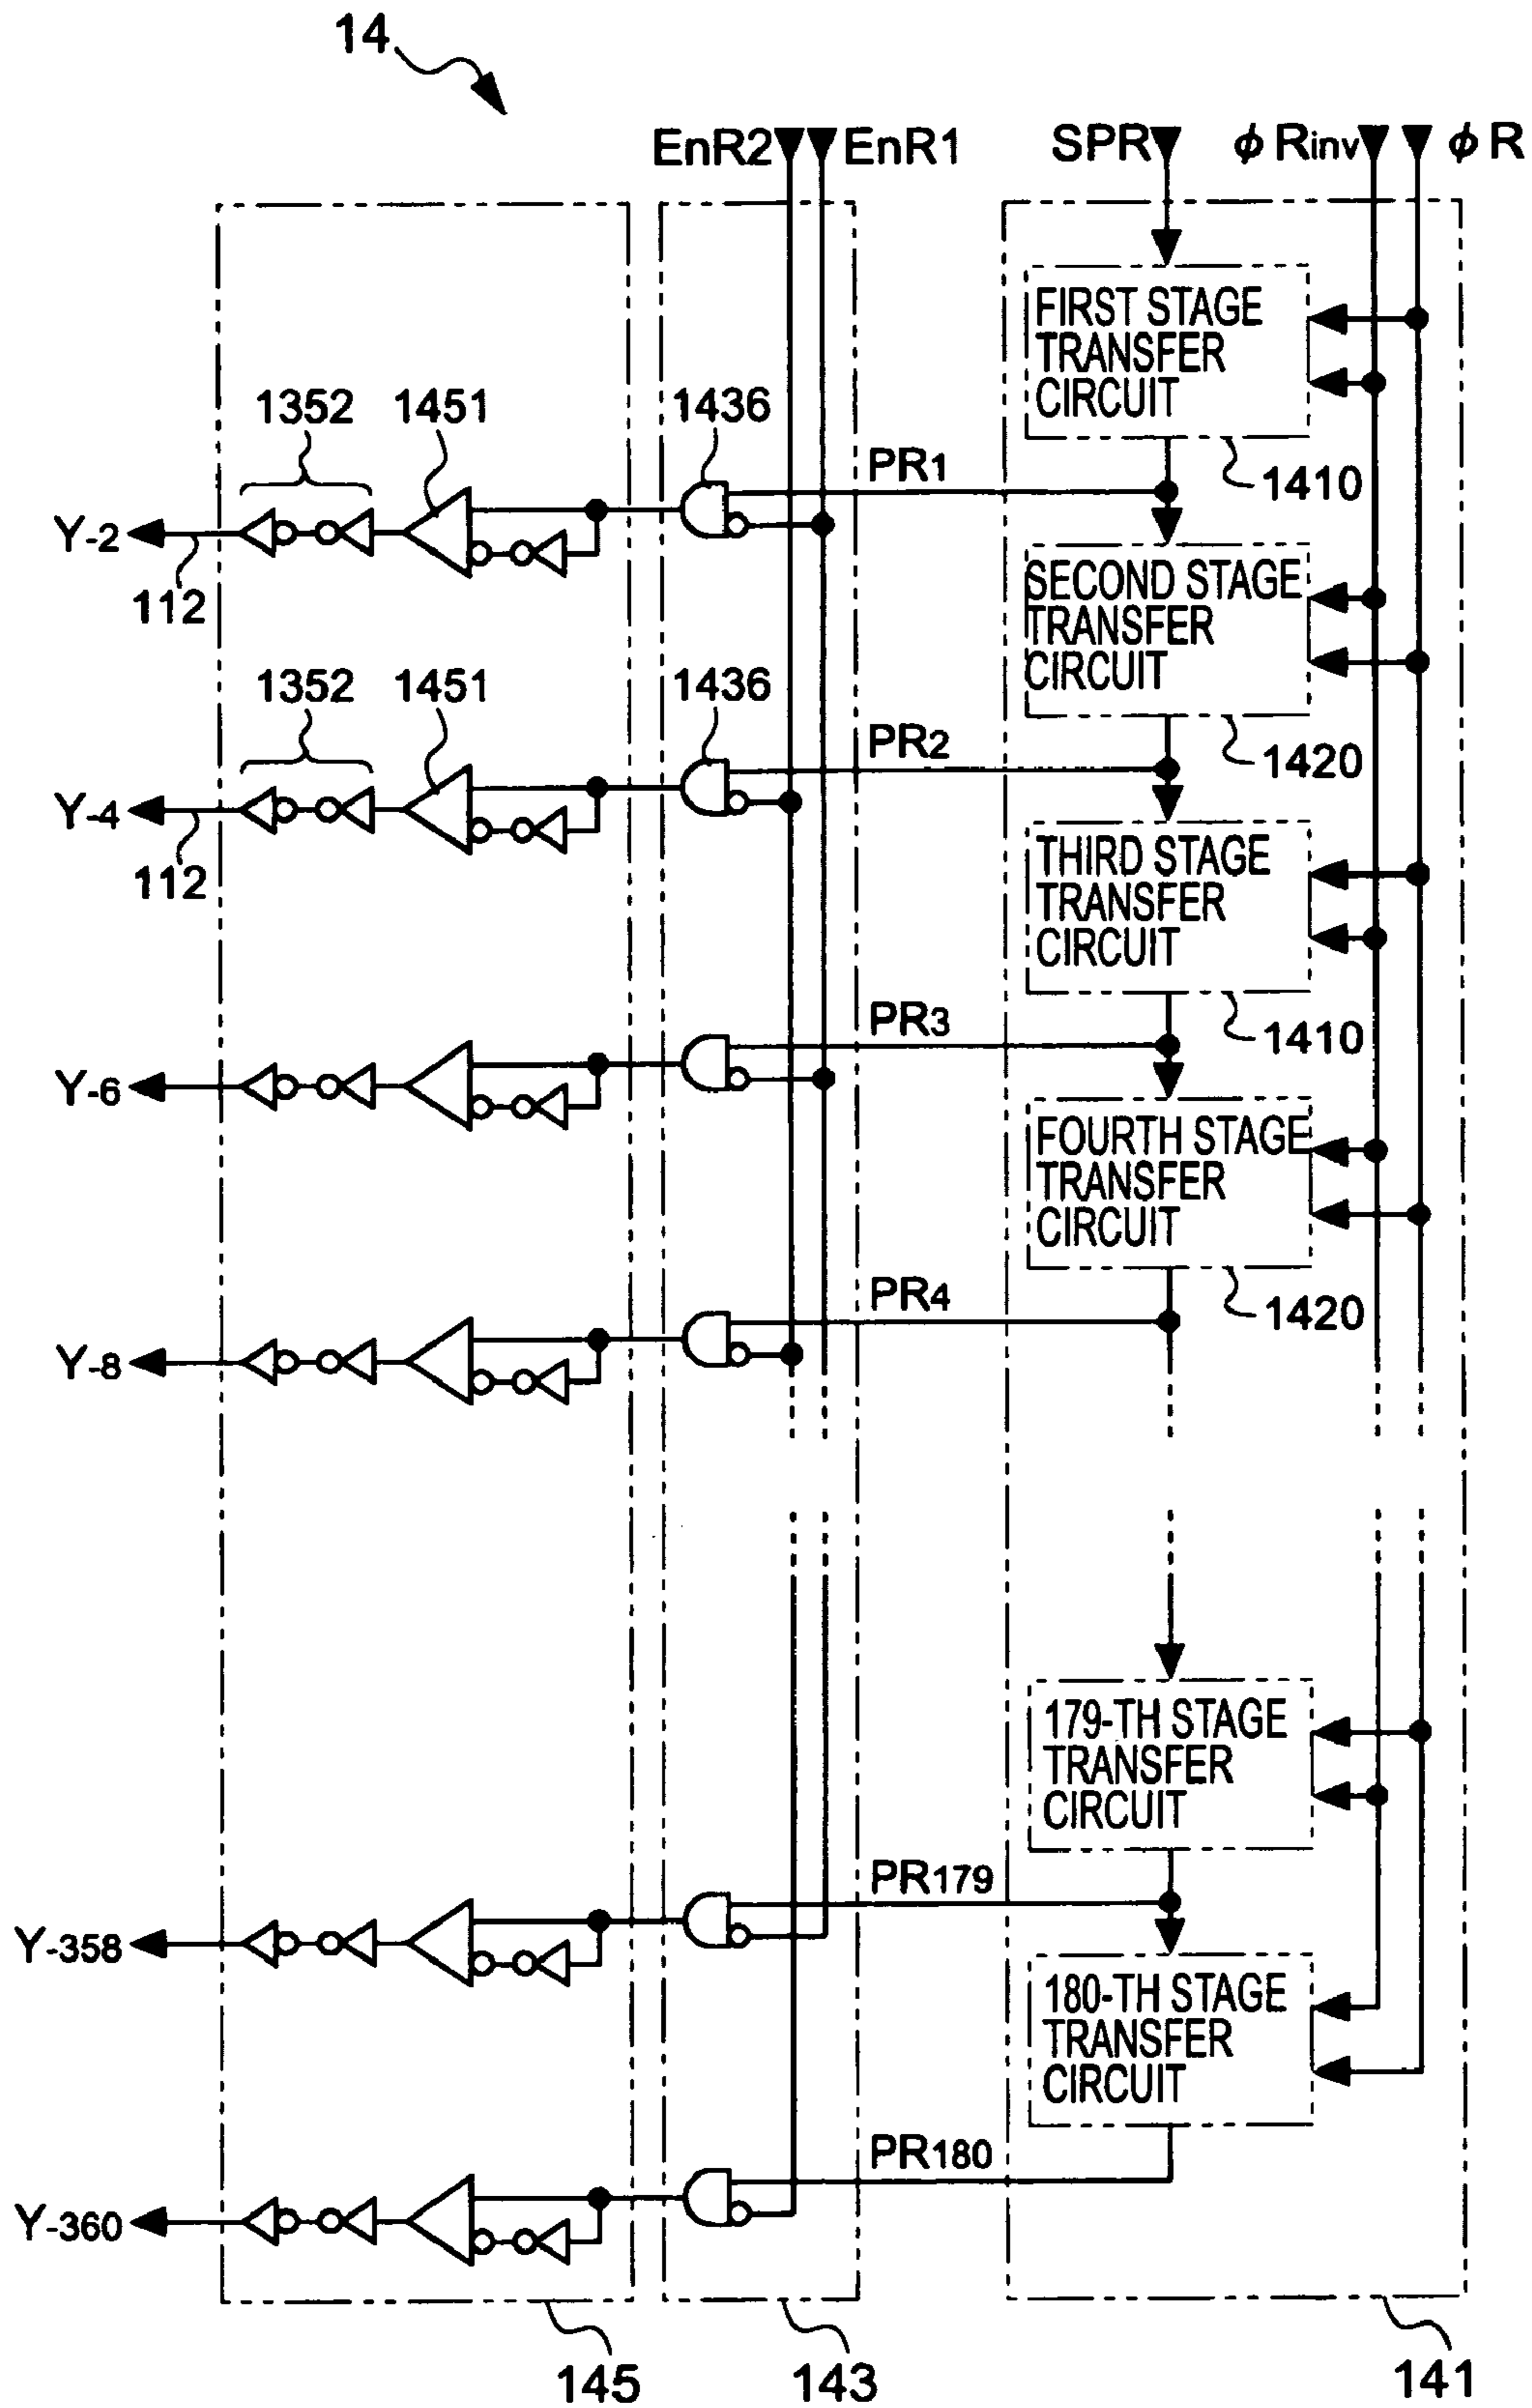 14
EnR2 EnR1 SPR ϕRinv ϕR
FIRST STAGE
TRANSFER
CIRCUIT
1352 1451 1436
PR1
1410
Y-2
112
SECOND STAGE
TRANSFER
CIRCUIT
1352 1451 1436
PR2
1420
Y-4
112
THIRD STAGE
TRANSFER
CIRCUIT
PR3
1410
Y-6
FOURTH STAGE
TRANSFER
CIRCUIT
PR4
1420
Y-8
179-TH STAGE
TRANSFER
CIRCUIT
PR179
Y-358
180-TH STAGE
TRANSFER
CIRCUIT
PR180
Y-360
145 143 141